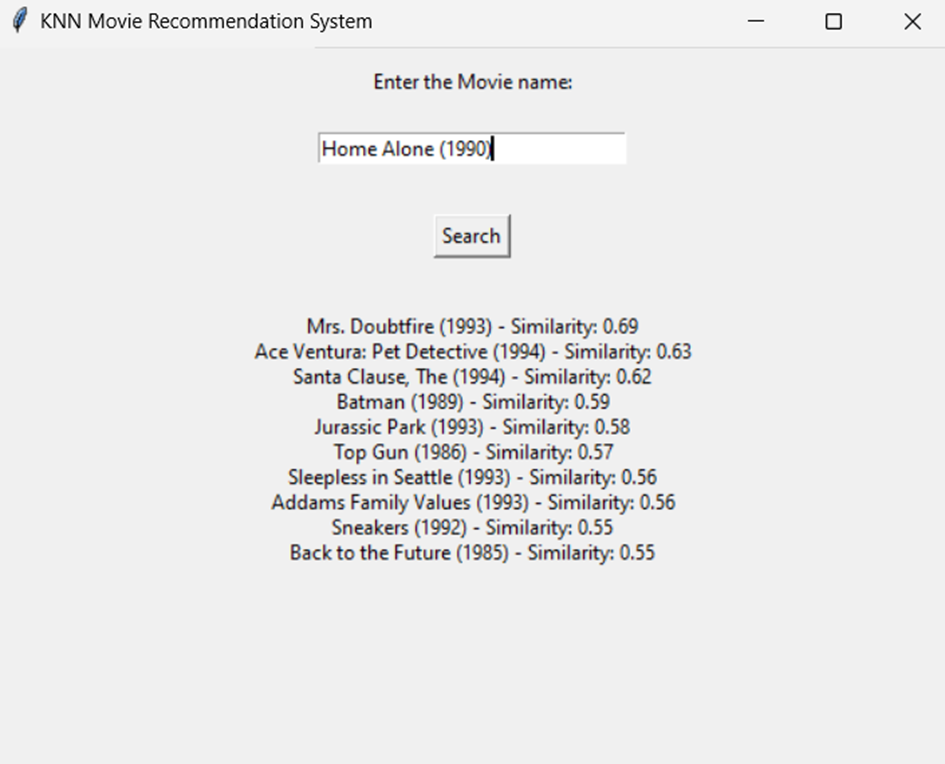 KNN Movie Recommendation System
Enter the Movie name:
Home Alone (1990)
Search
Mrs. Doubtfire (1993) - Similarity: 0.69
Ace Ventura: Pet Detective (1994) - Similarity: 0.63
Santa Clause, The (1994) - Similarity: 0.62
Batman (1989) - Similarity: 0.59
Jurassic Park (1993) - Similarity: 0.58
Top Gun (1986) - Similarity: 0.57
Sleepless in Seattle (1993) - Similarity: 0.56
Addams Family Values (1993) - Similarity: 0.56
Sneakers (1992) - Similarity: 0.55
Back to the Future (1985) - Similarity: 0.55